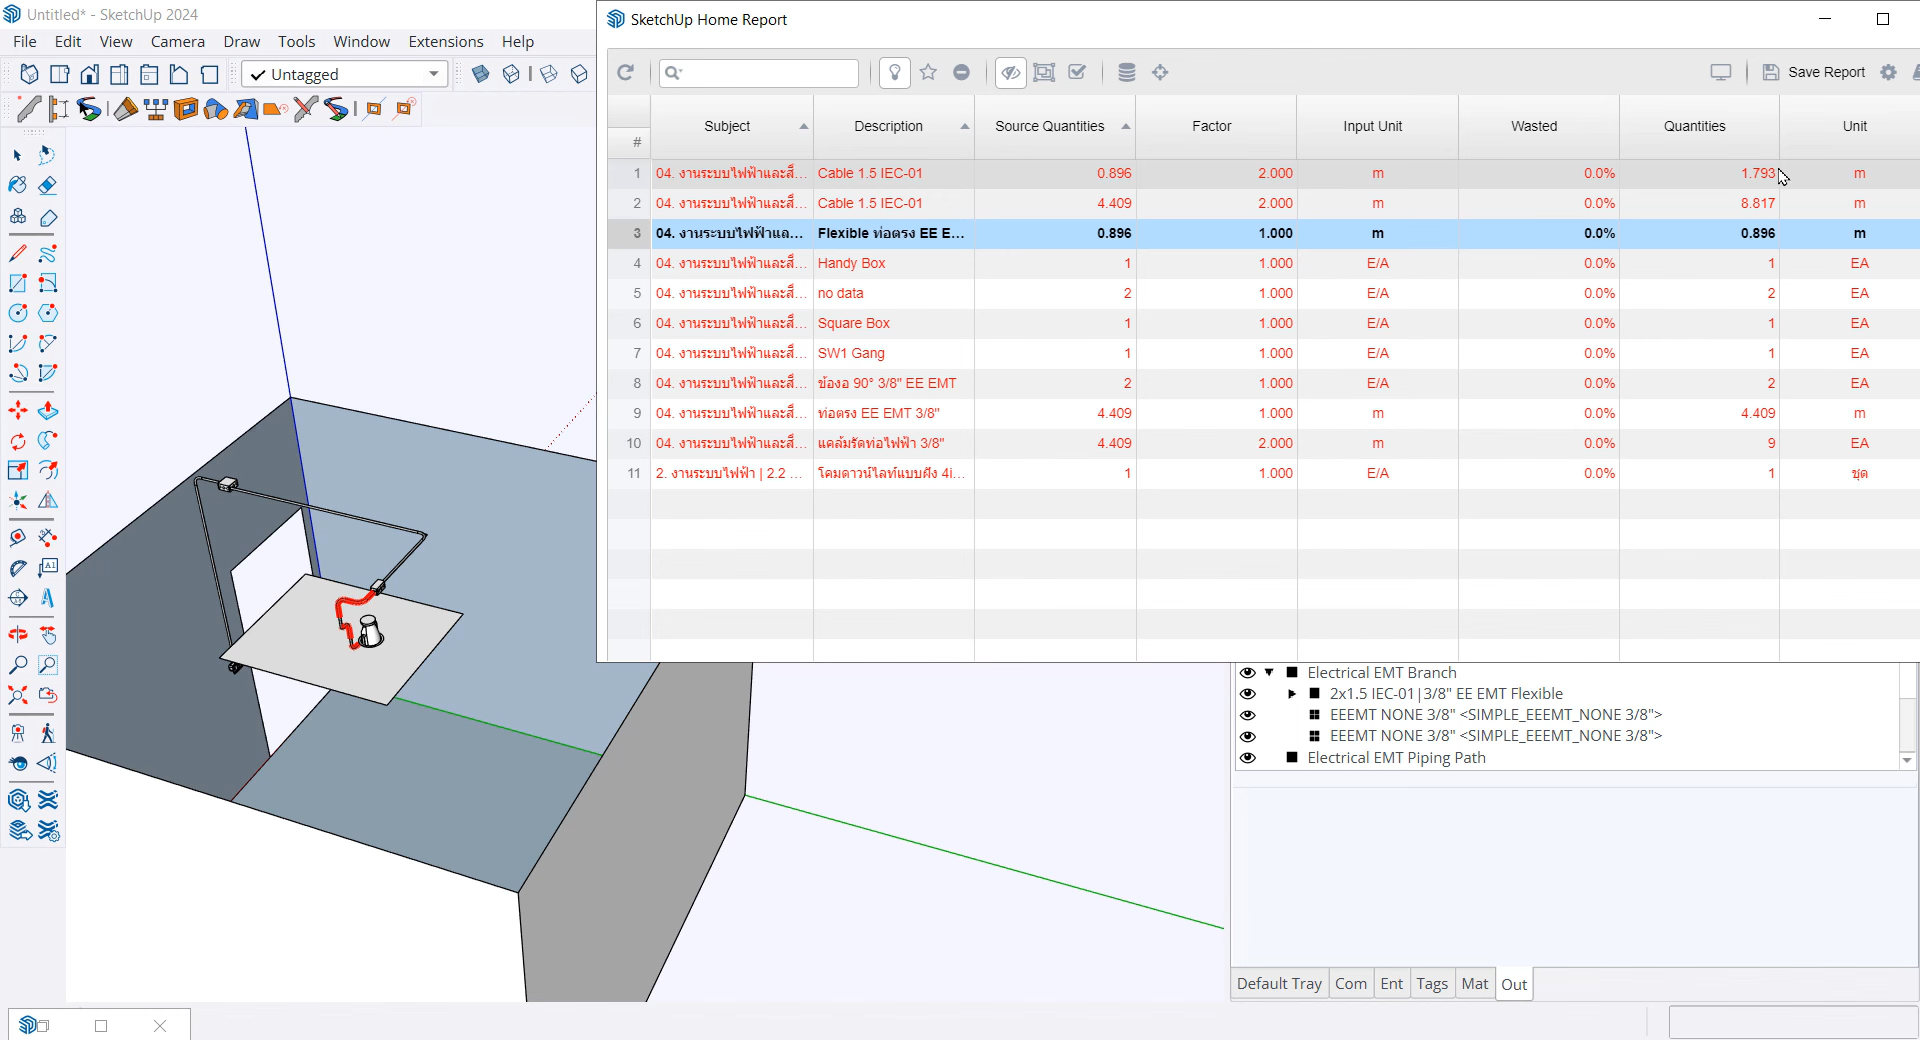 Untitled* - SketchUp 2024
File Edit View Camera Draw Tools Window Extensions Help
Untagged
SketchUp Home Report
Save Report
# Subject Description Source Quantities Factor Input Unit Wasted Quantities Unit
1 04. งานระบบไฟฟ้าและสื่... Cable 1.5 IEC-01 0.896 2.000 m 0.0% 1.793 m
2 04. งานระบบไฟฟ้าและสื่... Cable 1.5 IEC-01 4.409 2.000 m 0.0% 8.817 m
3 04. งานระบบไฟฟ้าแล... Flexible ท่อตรง EE E... 0.896 1.000 m 0.0% 0.896 m
4 04. งานระบบไฟฟ้าและสื่... Handy Box 1 1.000 E/A 0.0% 1 EA
5 04. งานระบบไฟฟ้าและสื่... no data 2 1.000 E/A 0.0% 2 EA
6 04. งานระบบไฟฟ้าและสื่... Square Box 1 1.000 E/A 0.0% 1 EA
7 04. งานระบบไฟฟ้าและสื่... SW1 Gang 1 1.000 E/A 0.0% 1 EA
8 04. งานระบบไฟฟ้าและสื่... ข้องอ 90° 3/8" EE EMT 2 1.000 E/A 0.0% 2 EA
9 04. งานระบบไฟฟ้าและสื่... ท่อตรง EE EMT 3/8" 4.409 1.000 m 0.0% 4.409 m
10 04. งานระบบไฟฟ้าและสื่... แคล้มรัดท่อไฟฟ้า 3/8" 4.409 2.000 m 0.0% 9 EA
11 2. งานระบบไฟฟ้า | 2.2 ... โคมดาวน์ไลท์แบบฝัง 4i... 1 1.000 E/A 0.0% 1 ชุด
Electrical EMT Branch
2x1.5 IEC-01|3/8" EE EMT Flexible
EEEMT NONE 3/8" <SIMPLE_EEEMT_NONE 3/8">
EEEMT NONE 3/8" <SIMPLE_EEEMT_NONE 3/8">
Electrical EMT Piping Path
Default Tray Com Ent Tags Mat Out